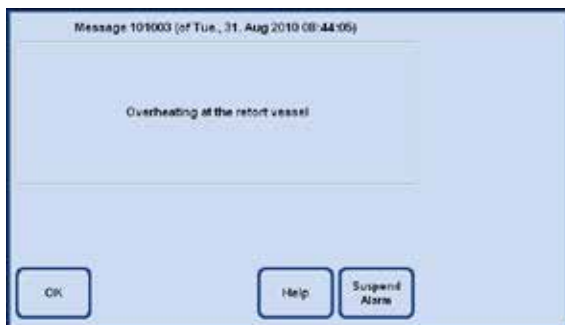 Message 101003 (of Tue., 31. Aug 2010 08:44:05)
Overheating at the retort vessel
OK
Help
Suspend
Alarm